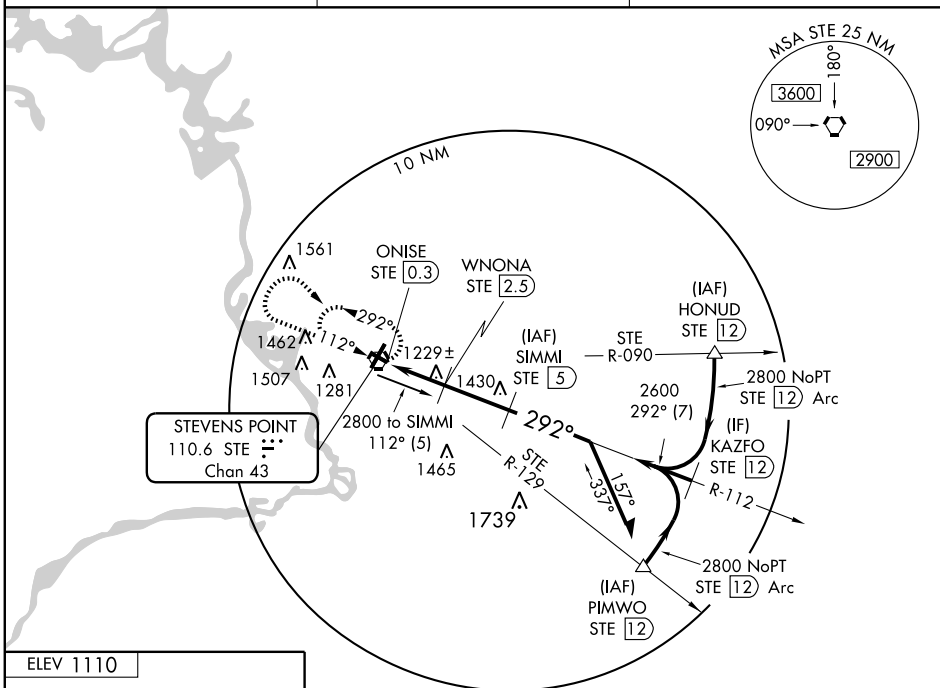 MSA STE 25 NM
180°
3600
090°
2900
10 NM
1561
ONISE
STE 0.3
WNONA
STE 2.5
(IAF)
HONUD
STE 12
292°
112°
1462
1507
1281
1229±
1430
(IAF)
SIMMI
STE 5
STE
R-090
2600
292° (7)
2800 NoPT
STE 12 Arc
(IF)
KAZFO
STE 12
STEVENS POINT
110.6 STE
Chan 43
2800 to SIMMI
112° (5)
1465
292°
STE
R-129
157°
337°
R-112
1739
2800 NoPT
STE 12 Arc
(IAF)
PIMWO
STE 12
ELEV 1110